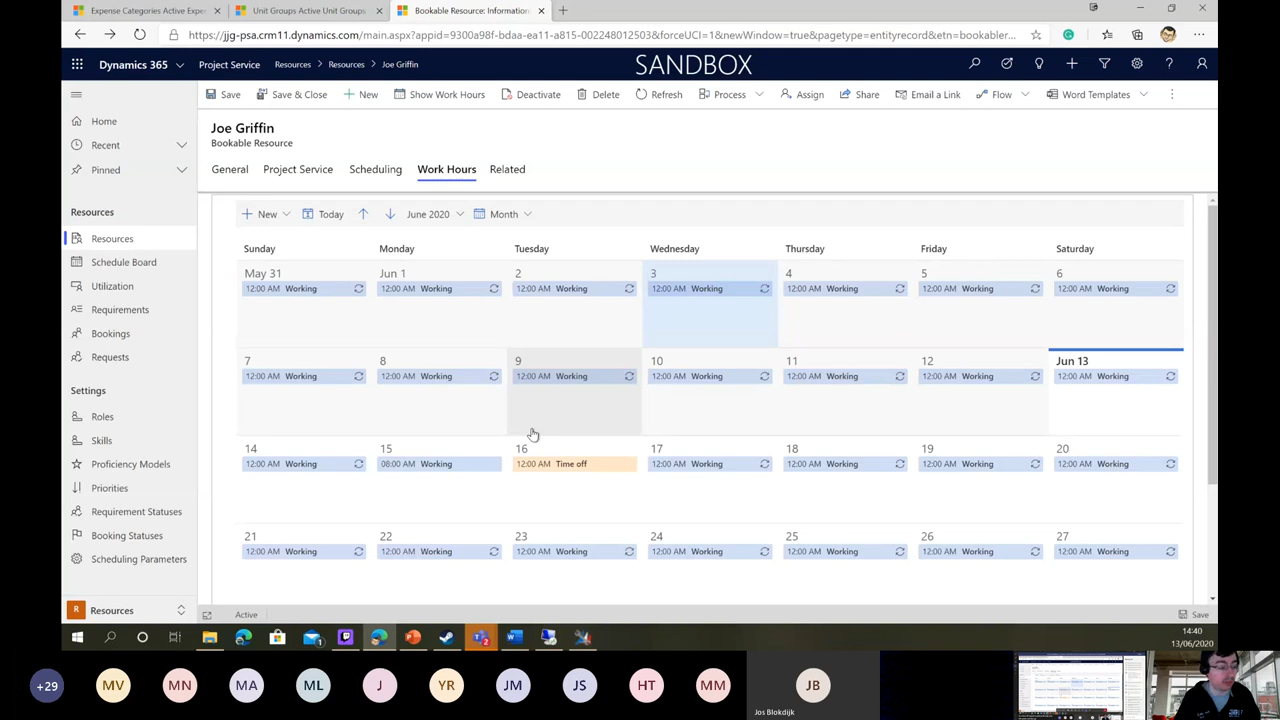 Expense Categories Active Expen
Unit Groups Active Unit Groups
Bookable Resource: Information
https://jjg-psa.crm11.dynamics.com/main.aspx?appid=930ba98f-bdaa-ea11-a815-002248012503&forceUCI=1&newWindow=true&pagetype=entityrecord&etn=bookabler...
Dynamics 365
Project Service
Resources
Resources
Joe Griffin
SANDBOX
Save
Save & Close
New
Show Work Hours
Deactivate
Delete
Refresh
Process
Assign
Share
Email a Link
Flow
Word Templates
Home
Recent
Pinned
Resources
Resources
Schedule Board
Utilization
Requirements
Bookings
Requests
Settings
Roles
Skills
Proficiency Models
Priorities
Requirement Statuses
Booking Statuses
Scheduling Parameters
R Resources
Joe Griffin
Bookable Resource
General Project Service Scheduling Work Hours Related
New Today June 2020 Month
Sunday Monday Tuesday Wednesday Thursday Friday Saturday
May 31 Jun 1 2 3 4 5 6
12:00 AM Working 12:00 AM Working 12:00 AM Working 12:00 AM Working 12:00 AM Working 12:00 AM Working 12:00 AM Working
7 8 9 10 11 12 Jun 13
12:00 AM Working 12:00 AM Working 12:00 AM Working 12:00 AM Working 12:00 AM Working 12:00 AM Working 12:00 AM Working
14 15 16 17 18 19 20
12:00 AM Working 08:00 AM Working 12:00 AM Time off 12:00 AM Working 12:00 AM Working 12:00 AM Working 12:00 AM Working
21 22 23 24 25 26 27
12:00 AM Working 12:00 AM Working 12:00 AM Working 12:00 AM Working 12:00 AM Working 12:00 AM Working 12:00 AM Working
Active
Save
14:40
13/06/2020
+29 MV MA ML J JM JS HT JB
Jos Blokdijk